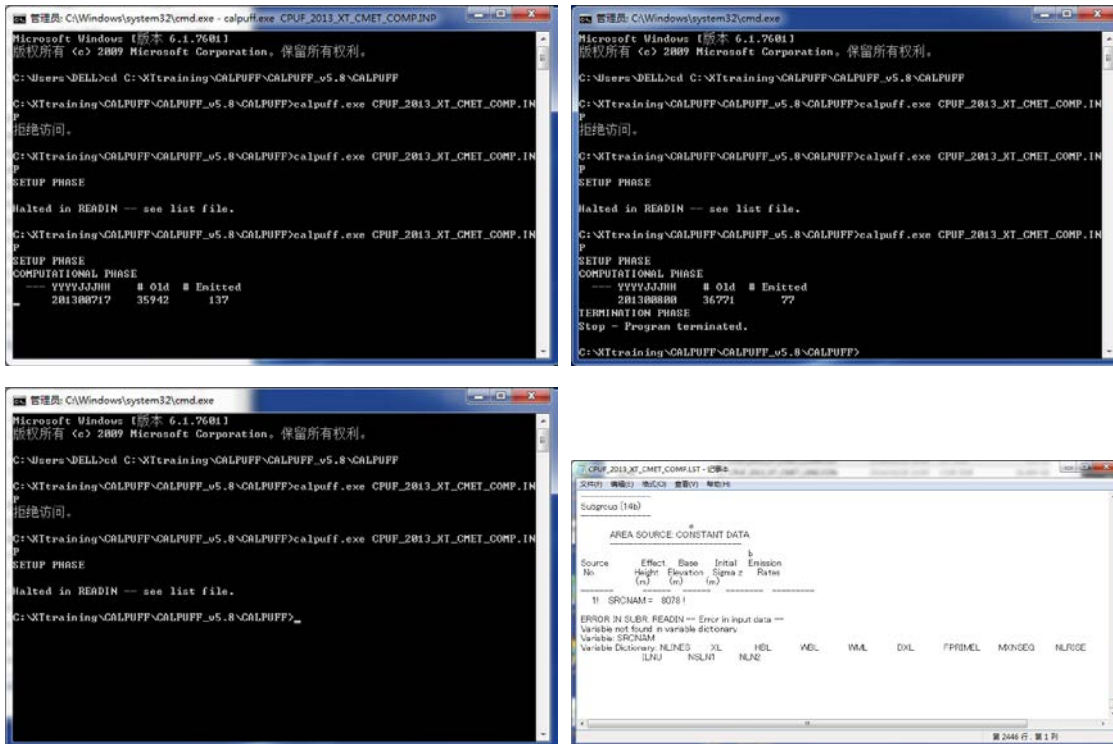 管理员: C:\Windows\system32\cmd.exe - calpuff.exe CPUF_2013_XT_CMET_COMP.INP
Microsoft Windows [版本 6.1.7601]
版权所有 (c) 2009 Microsoft Corporation。保留所有权利。
C:\Users\DELL>cd C:\XTtraining\CALPUFF\CALPUFF_v5.8\CALPUFF
C:\XTtraining\CALPUFF\CALPUFF_v5.8\CALPUFF>calpuff.exe CPUF_2013_XT_CMET_COMP.IN
P
拒绝访问。
C:\XTtraining\CALPUFF\CALPUFF_v5.8\CALPUFF>calpuff.exe CPUF_2013_XT_CMET_COMP.IN
P
SETUP PHASE
Halted in READIN -- see list file.
C:\XTtraining\CALPUFF\CALPUFF_v5.8\CALPUFF>calpuff.exe CPUF_2013_XT_CMET_COMP.IN
P
SETUP PHASE
COMPUTATIONAL PHASE
--- YYYYJJJHH # Old # Emitted
201300717 35942 137
管理员: C:\Windows\system32\cmd.exe
Microsoft Windows [版本 6.1.7601]
版权所有 (c) 2009 Microsoft Corporation。保留所有权利。
C:\Users\DELL>cd C:\XTtraining\CALPUFF\CALPUFF_v5.8\CALPUFF
C:\XTtraining\CALPUFF\CALPUFF_v5.8\CALPUFF>calpuff.exe CPUF_2013_XT_CMET_COMP.IN
P
拒绝访问。
C:\XTtraining\CALPUFF\CALPUFF_v5.8\CALPUFF>calpuff.exe CPUF_2013_XT_CMET_COMP.IN
P
SETUP PHASE
Halted in READIN -- see list file.
C:\XTtraining\CALPUFF\CALPUFF_v5.8\CALPUFF>calpuff.exe CPUF_2013_XT_CMET_COMP.IN
P
SETUP PHASE
COMPUTATIONAL PHASE
--- YYYYJJJHH # Old # Emitted
201300800 36771 77
TERMINATION PHASE
Stop - Program terminated.
C:\XTtraining\CALPUFF\CALPUFF_v5.8\CALPUFF>
管理员: C:\Windows\system32\cmd.exe
Microsoft Windows [版本 6.1.7601]
版权所有 (c) 2009 Microsoft Corporation。保留所有权利。
C:\Users\DELL>cd C:\XTtraining\CALPUFF\CALPUFF_v5.8\CALPUFF
C:\XTtraining\CALPUFF\CALPUFF_v5.8\CALPUFF>calpuff.exe CPUF_2013_XT_CMET_COMP.IN
P
拒绝访问。
C:\XTtraining\CALPUFF\CALPUFF_v5.8\CALPUFF>calpuff.exe CPUF_2013_XT_CMET_COMP.IN
P
SETUP PHASE
Halted in READIN -- see list file.
C:\XTtraining\CALPUFF\CALPUFF_v5.8\CALPUFF>_
CPUF_2013_XT_CMET_COMP.LST - 记事本
文件(F) 编辑(E) 格式(O) 查看(V) 帮助(H)
Subgroup (14b)
a
AREA SOURCE: CONSTANT DATA
b
Source Effect. Base Initial Emission
No. Height Elevation Sigma z Rates
(m) (m) (m)
1! SRCNAM = 8078 !
ERROR IN SUBR. READIN -- Error in input data --
Variable not found in variable dictionary
Variable: SRCNAM
Variable Dictionary: NLINES XL HBL WBL WML DXL FPRIMEL MXNSEG NLRISE
ILNU NSLN1 NLN2
第 2446 行, 第 1 列